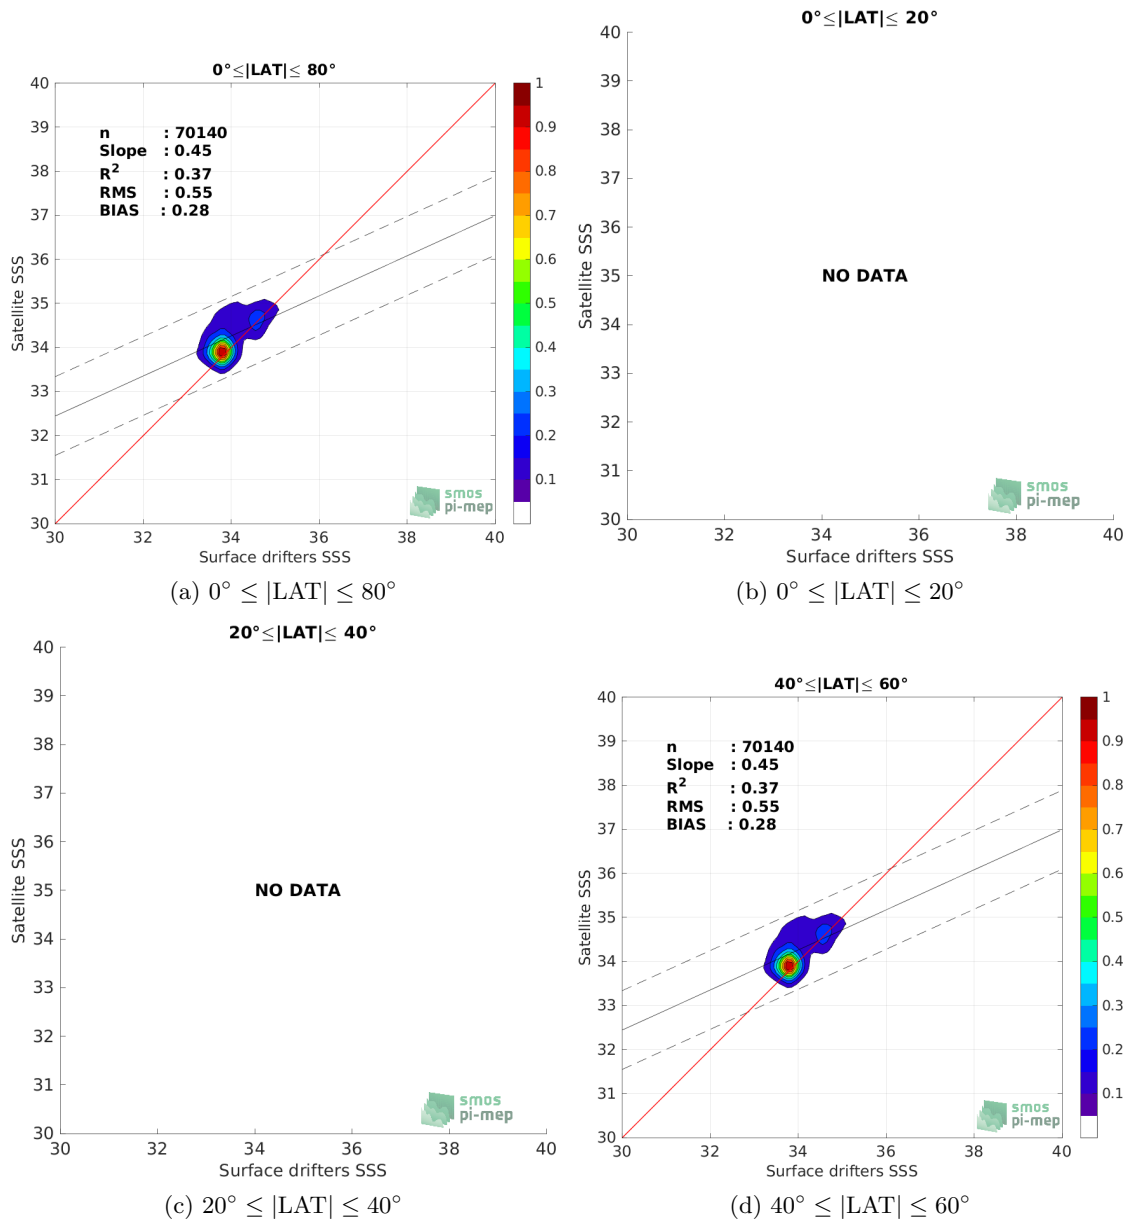 0°≤|LAT|≤ 80°
40
39
38
37
36
35
34
33
32
31
30
n : 70140
Slope : 0.45
R² : 0.37
RMS : 0.55
BIAS : 0.28
Satellite SSS
30 32 34 36 38 40
Surface drifters SSS
1
0.9
0.8
0.7
0.6
0.5
0.4
0.3
0.2
0.1
smos
pi-mep
(a) 0° ≤ |LAT| ≤ 80°
0°≤|LAT|≤ 20°
40
39
38
37
36
35
34
33
32
31
30
Satellite SSS
NO DATA
30 32 34 36 38 40
Surface drifters SSS
smos
pi-mep
(b) 0° ≤ |LAT| ≤ 20°
20°≤|LAT|≤ 40°
40
39
38
37
36
35
34
33
32
31
30
Satellite SSS
NO DATA
30 32 34 36 38 40
Surface drifters SSS
smos
pi-mep
(c) 20° ≤ |LAT| ≤ 40°
40°≤|LAT|≤ 60°
40
39
38
37
36
35
34
33
32
31
30
n : 70140
Slope : 0.45
R² : 0.37
RMS : 0.55
BIAS : 0.28
Satellite SSS
30 32 34 36 38 40
Surface drifters SSS
1
0.9
0.8
0.7
0.6
0.5
0.4
0.3
0.2
0.1
smos
pi-mep
(d) 40° ≤ |LAT| ≤ 60°